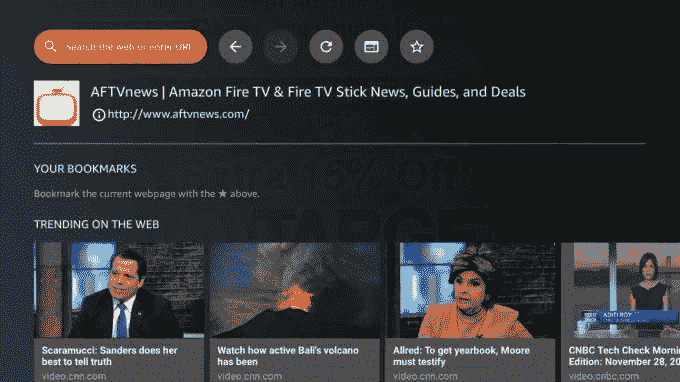 Search the web or enter URL
AFTVnews | Amazon Fire TV & Fire TV Stick News, Guides, and Deals
http://www.aftvnews.com/
YOUR BOOKMARKS
Bookmark the current webpage with the ★ above.
TRENDING ON THE WEB
Scaramucci: Sanders does her
best to tell truth
video.cnn.com
Watch how active Bali's volcano
has been
video.cnn.com
Allred: To get yearbook, Moore
must testify
video.cnn.com
CNBC Tech Check Morni
Edition: November 28, 20
video.cnbc.com